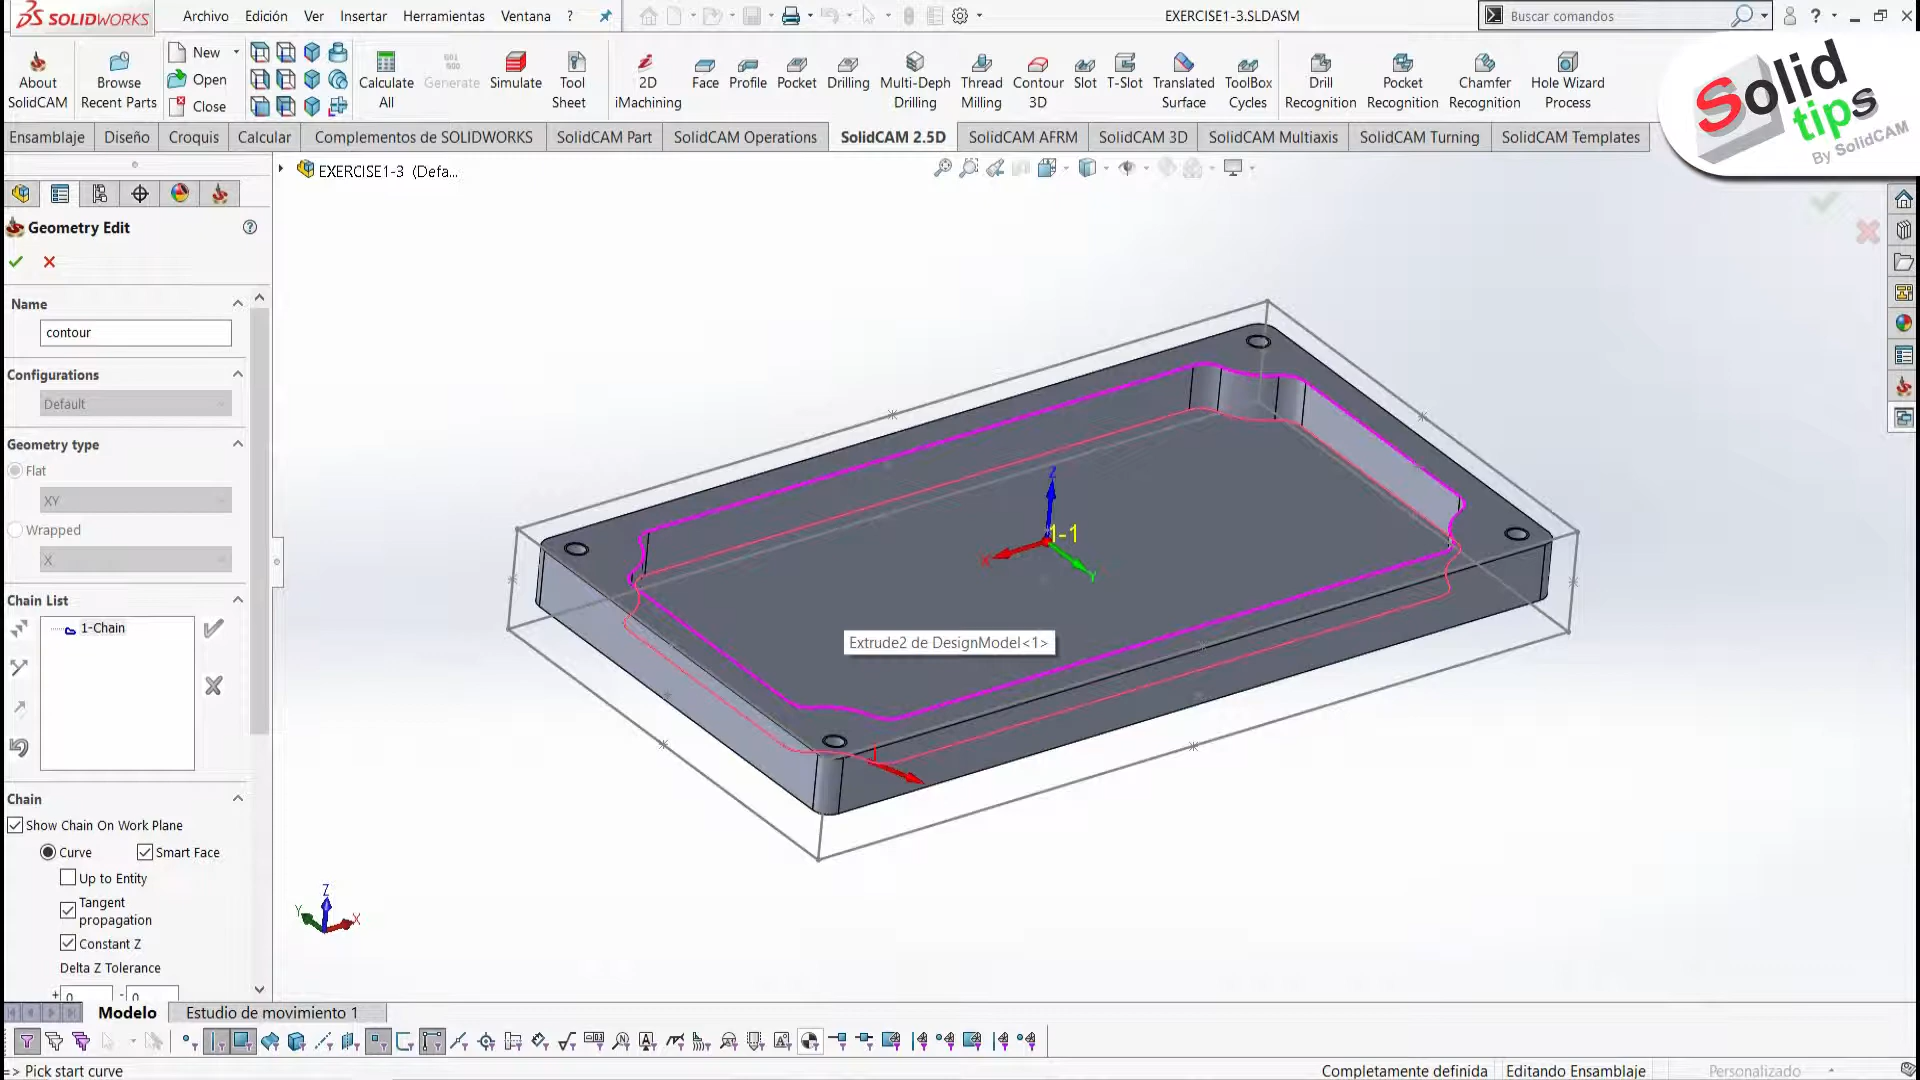 SOLIDWORKS
Archivo Edición Ver Insertar Herramientas Ventana ?
EXERCISE1-3.SLDASM
Buscar comandos
?
About
SolidCAM
Browse
Recent Parts
New
Open
Close
Calculate
All
G01
G00
Generate
Simulate
Tool
Sheet
2D
iMachining
Face
Profile
Pocket
Drilling
Multi-Deph
Drilling
Thread
Milling
Contour
3D
Slot
T-Slot
Translated
Surface
ToolBox
Cycles
Drill
Recognition
Pocket
Recognition
Chamfer
Recognition
Hole Wizard
Process
Solid
tips
By SolidCAM
Ensamblaje Diseño Croquis Calcular Complementos de SOLIDWORKS SolidCAM Part SolidCAM Operations SolidCAM 2.5D SolidCAM AFRM SolidCAM 3D SolidCAM Multiaxis SolidCAM Turning SolidCAM Templates
EXERCISE1-3 (Defa...
Geometry Edit
Name
contour
Configurations
Default
Geometry type
Flat
XY
Wrapped
X
Chain List
1-Chain
Chain
Show Chain On Work Plane
Curve Smart Face
Up to Entity
Tangent
propagation
Constant Z
Delta Z Tolerance
+ 0 - 0
Z
1-1
X
Y
Extrude2 de DesignModel<1>
1
Z
Y
X
Modelo Estudio de movimiento 1
=> Pick start curve
Completamente definida Editando Ensamblaje Personalizado